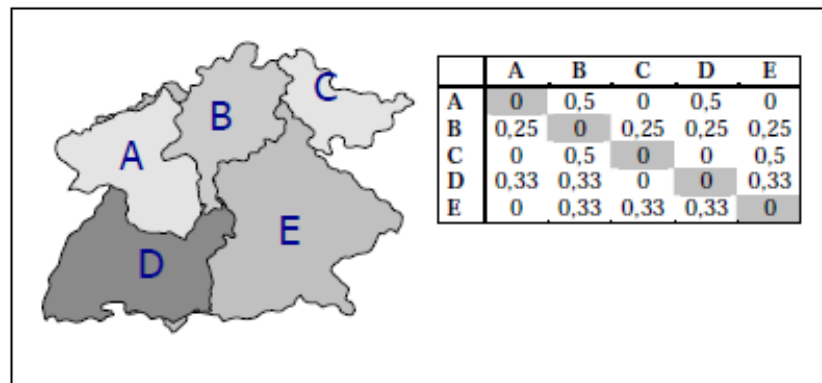 C
B
A
E
D
A B C D E
A 0 0,5 0 0,5 0
B 0,25 0 0,25 0,25 0,25
C 0 0,5 0 0 0,5
D 0,33 0,33 0 0 0,33
E 0 0,33 0,33 0,33 0